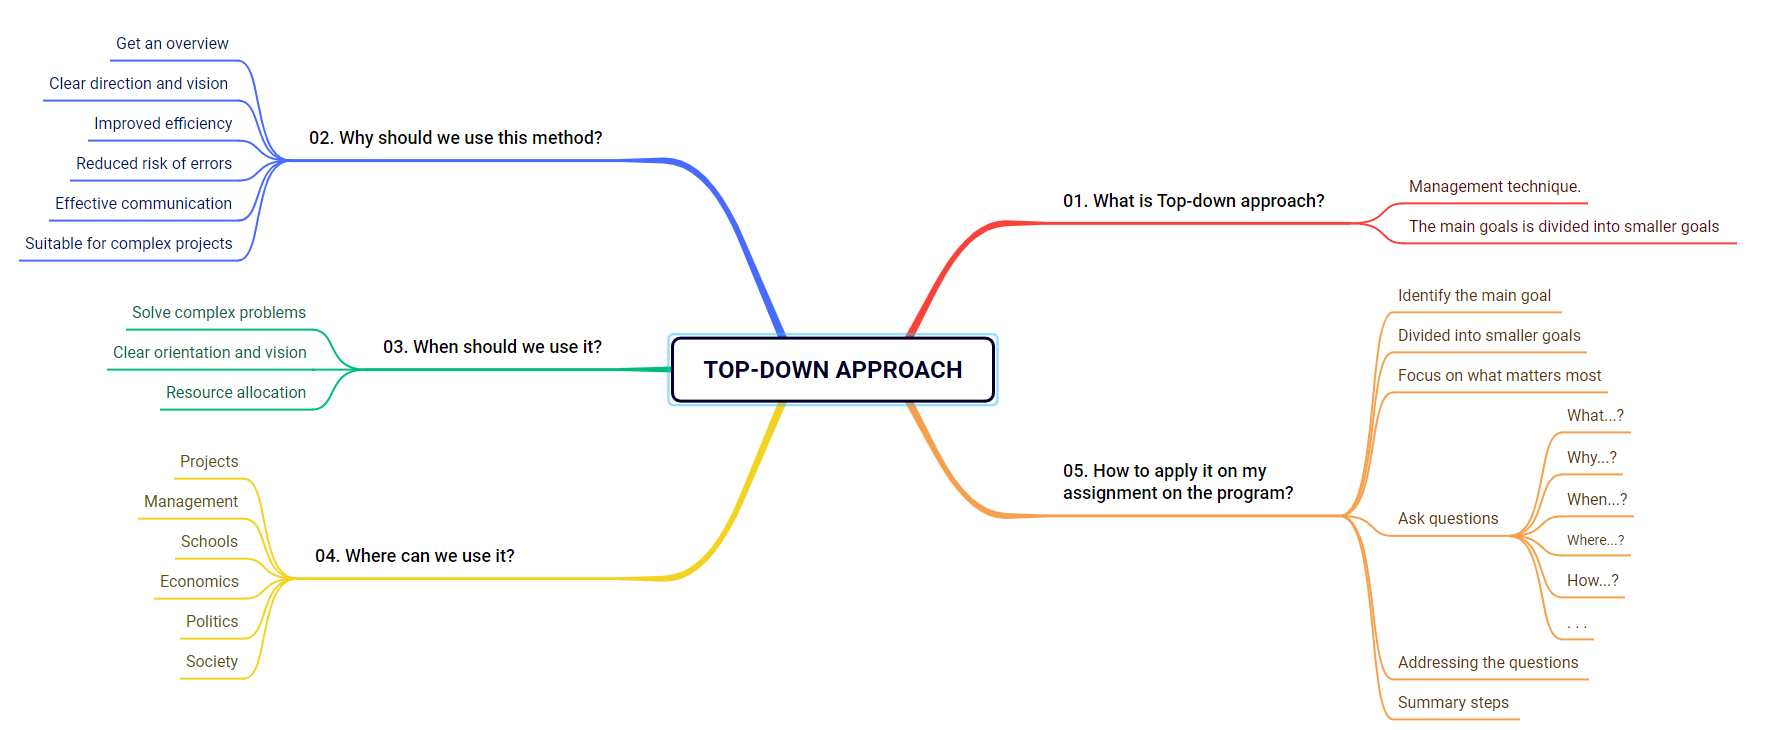 TOP-DOWN APPROACH
01. What is Top-down approach?
Management technique.
The main goals is divided into smaller goals
02. Why should we use this method?
Get an overview
Clear direction and vision
Improved efficiency
Reduced risk of errors
Effective communication
Suitable for complex projects
03. When should we use it?
Solve complex problems
Clear orientation and vision
Resource allocation
04. Where can we use it?
Projects
Management
Schools
Economics
Politics
Society
05. How to apply it on my
assignment on the program?
Identify the main goal
Divided into smaller goals
Focus on what matters most
Ask questions
What...?
Why...?
When...?
Where...?
How...?
. . .
Addressing the questions
Summary steps